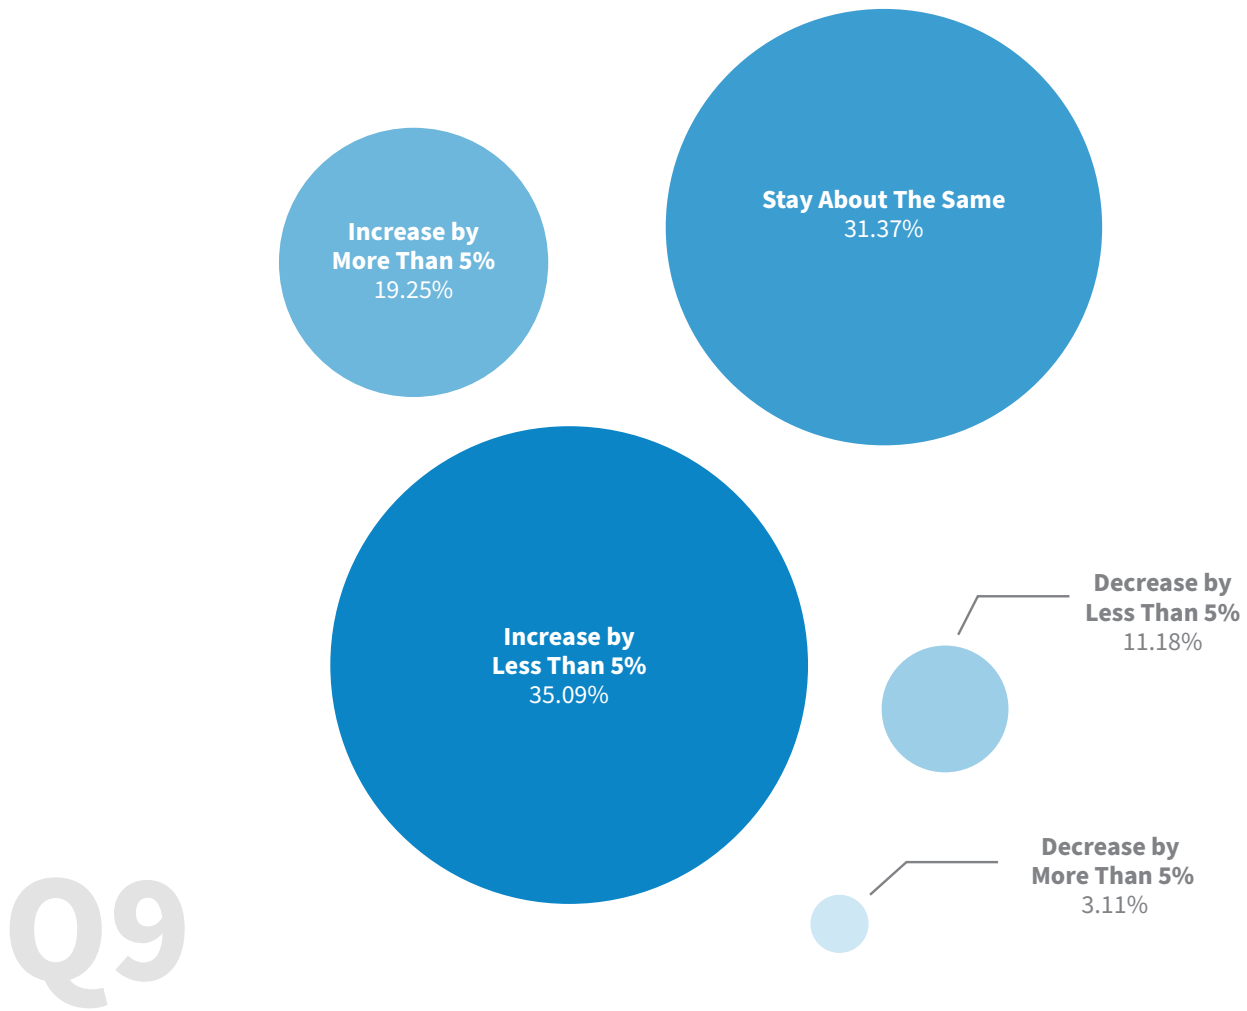 Stay About The Same
31.37%
Increase by
More Than 5%
19.25%
Increase by
Less Than 5%
35.09%
Decrease by
Less Than 5%
11.18%
Decrease by
More Than 5%
3.11%
Q9